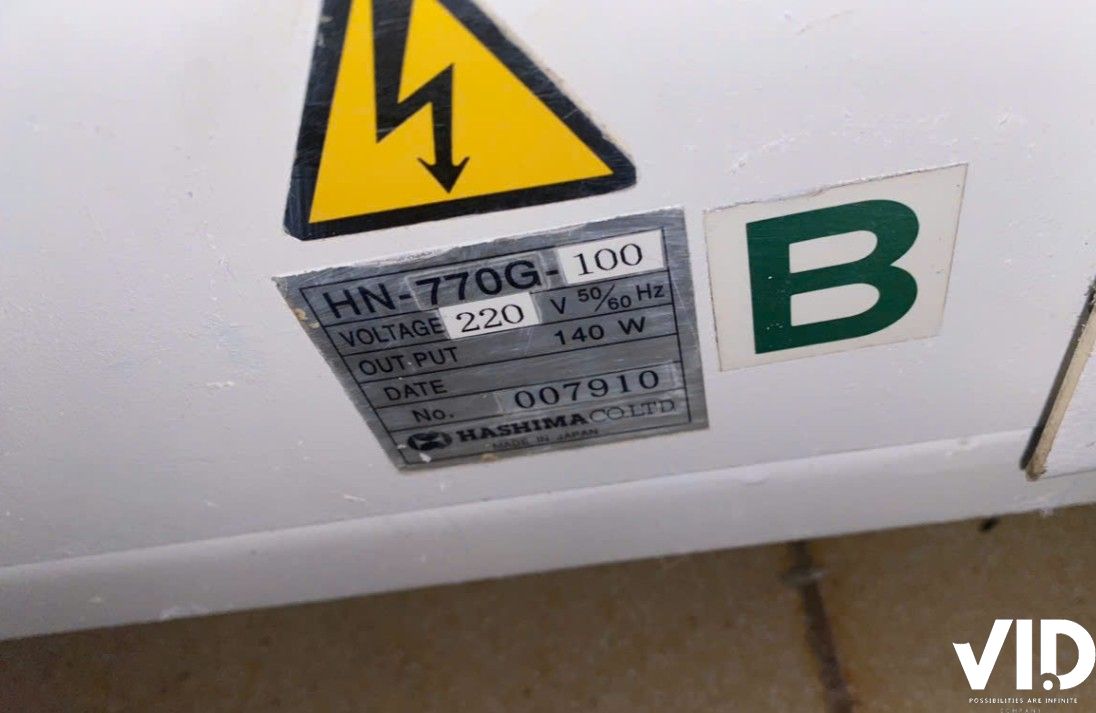 HN-770G-100
VOLTAGE 220 V 50/60 Hz
OUT PUT 140 W
DATE
No. 007910
HASHIMA CO.LTD
MADE IN JAPAN
B
VID
POSSIBILITIES ARE INFINITE
COMPANY